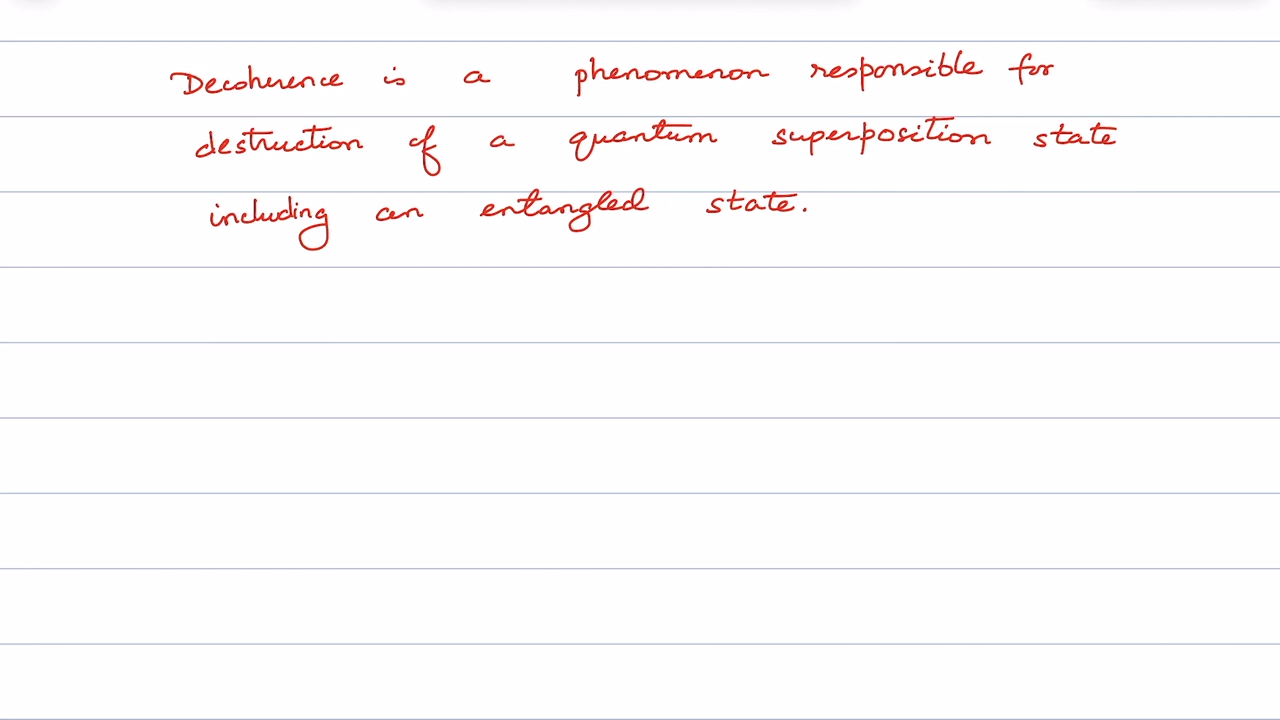 Decoherence is a phenomenon responsible for
destruction of a quantum superposition state
including an entangled state.